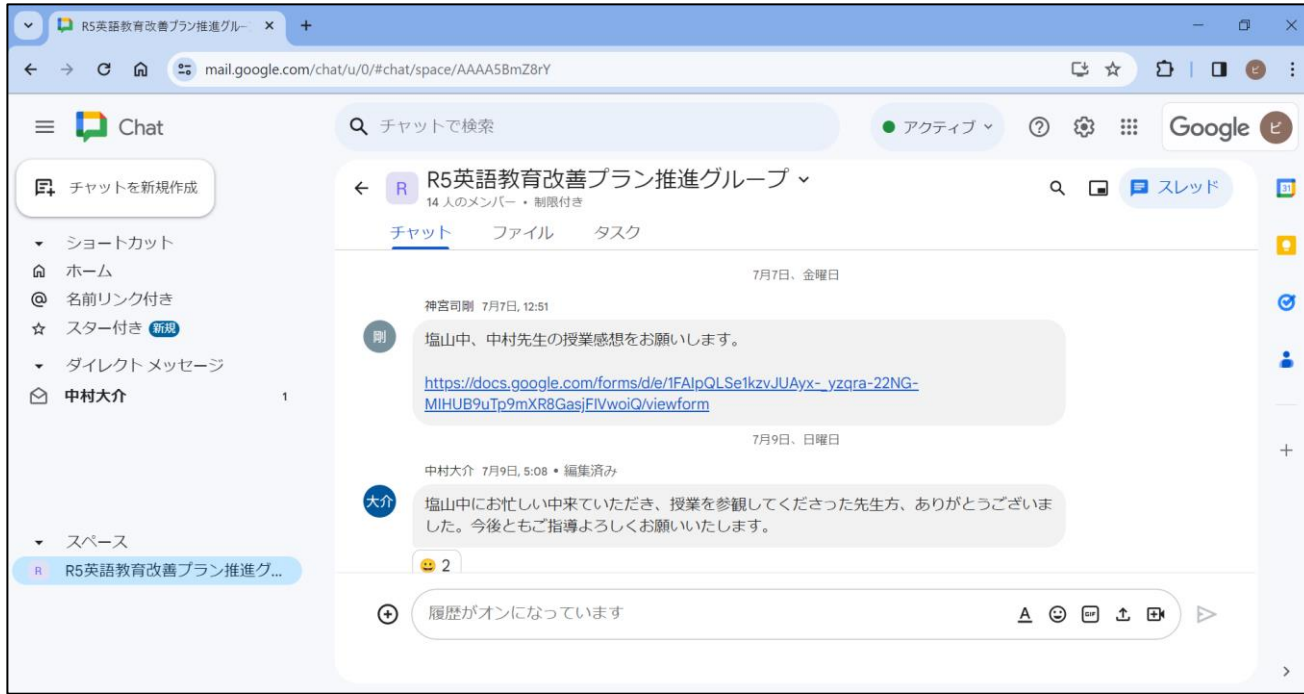 R5英語教育改善プラン推進グルー
mail.google.com/chat/u/0/#chat/space/AAAA5BmZ8rY
Chat
チャットで検索
アクティブ
Google
ビ
チャットを新規作成
ショートカット
ホーム
名前リンク付き
スター付き 新規
ダイレクト メッセージ
中村大介 1
スペース
R R5英語教育改善プラン推進グ...
R R5英語教育改善プラン推進グループ
14 人のメンバー • 制限付き
スレッド
31
チャット ファイル タスク
7月7日、金曜日
神宮司剛 7月7日, 12:51
剛
塩山中、中村先生の授業感想をお願いします。
https://docs.google.com/forms/d/e/1FAIpQLSe1kzvJUAyx-_yzqra-22NG-
MIHUB9uTp9mXR8GasjFIVwoiQ/viewform
7月9日、日曜日
中村大介 7月9日, 5:08 • 編集済み
大介
塩山中にお忙しい中来ていただき、授業を参観してくださった先生方、ありがとうございま
した。今後ともご指導よろしくお願いいたします。
2
履歴がオンになっています
A
GIF